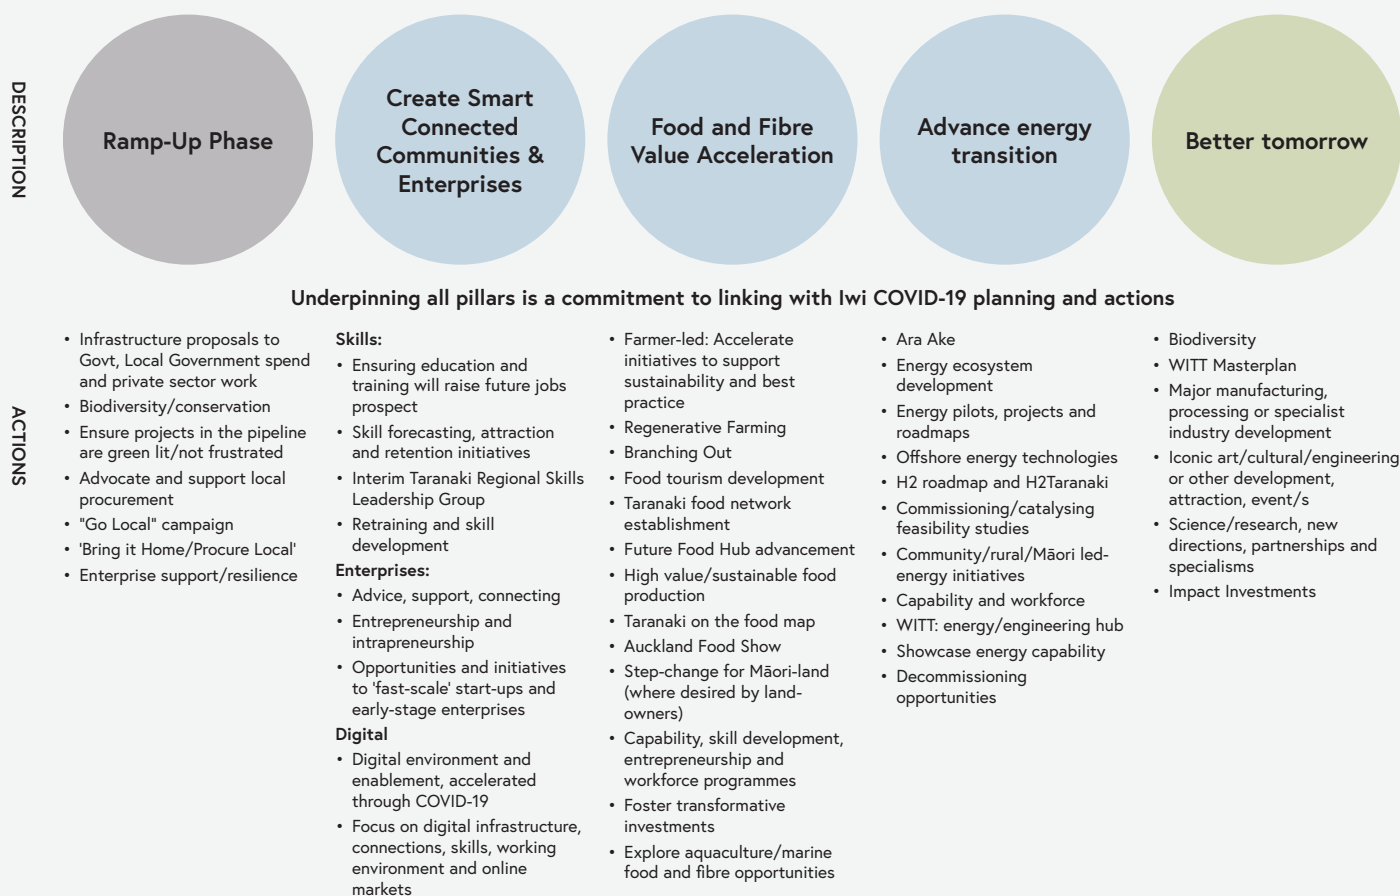 DESCRIPTION
Ramp-Up Phase
Create Smart
Connected
Communities &
Enterprises
Food and Fibre
Value Acceleration
Advance energy
transition
Better tomorrow
Underpinning all pillars is a commitment to linking with Iwi COVID-19 planning and actions
ACTIONS
• Infrastructure proposals to
Govt, Local Government spend
and private sector work
• Biodiversity/conservation
• Ensure projects in the pipeline
are green lit/not frustrated
• Advocate and support local
procurement
• "Go Local" campaign
• 'Bring it Home/Procure Local'
• Enterprise support/resilience
Skills:
• Ensuring education and
training will raise future jobs
prospect
• Skill forecasting, attraction
and retention initiatives
• Interim Taranaki Regional Skills
Leadership Group
• Retraining and skill
development
Enterprises:
• Advice, support, connecting
• Entrepreneurship and
intrapreneurship
• Opportunities and initiatives
to 'fast-scale' start-ups and
early-stage enterprises
Digital
• Digital environment and
enablement, accelerated
through COVID-19
• Focus on digital infrastructure,
connections, skills, working
environment and online
markets
• Farmer-led: Accelerate
initiatives to support
sustainability and best
practice
• Regenerative Farming
• Branching Out
• Food tourism development
• Taranaki food network
establishment
• Future Food Hub advancement
• High value/sustainable food
production
• Taranaki on the food map
• Auckland Food Show
• Step-change for Māori-land
(where desired by land-
owners)
• Capability, skill development,
entrepreneurship and
workforce programmes
• Foster transformative
investments
• Explore aquaculture/marine
food and fibre opportunities
• Ara Ake
• Energy ecosystem
development
• Energy pilots, projects and
roadmaps
• Offshore energy technologies
• H2 roadmap and H2Taranaki
• Commissioning/catalysing
feasibility studies
• Community/rural/Māori led-
energy initiatives
• Capability and workforce
• WITT: energy/engineering hub
• Showcase energy capability
• Decommissioning
opportunities
• Biodiversity
• WITT Masterplan
• Major manufacturing,
processing or specialist
industry development
• Iconic art/cultural/engineering
or other development,
attraction, event/s
• Science/research, new
directions, partnerships and
specialisms
• Impact Investments